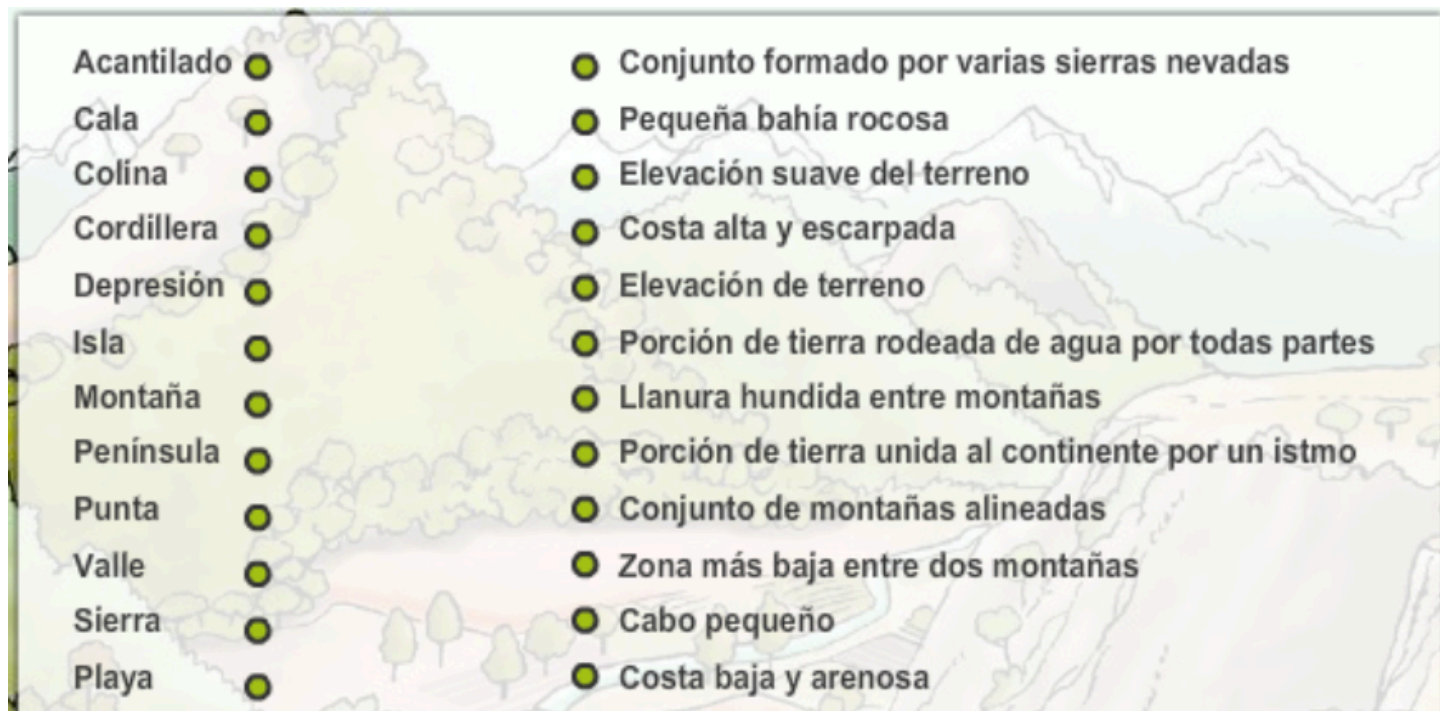 Acantilado Conjunto formado por varias sierras nevadas
Cala Pequeña bahía rocosa
Colina Elevación suave del terreno
Cordillera Costa alta y escarpada
Depresión Elevación de terreno
Isla Porción de tierra rodeada de agua por todas partes
Montaña Llanura hundida entre montañas
Península Porción de tierra unida al continente por un istmo
Punta Conjunto de montañas alineadas
Valle Zona más baja entre dos montañas
Sierra Cabo pequeño
Playa Costa baja y arenosa